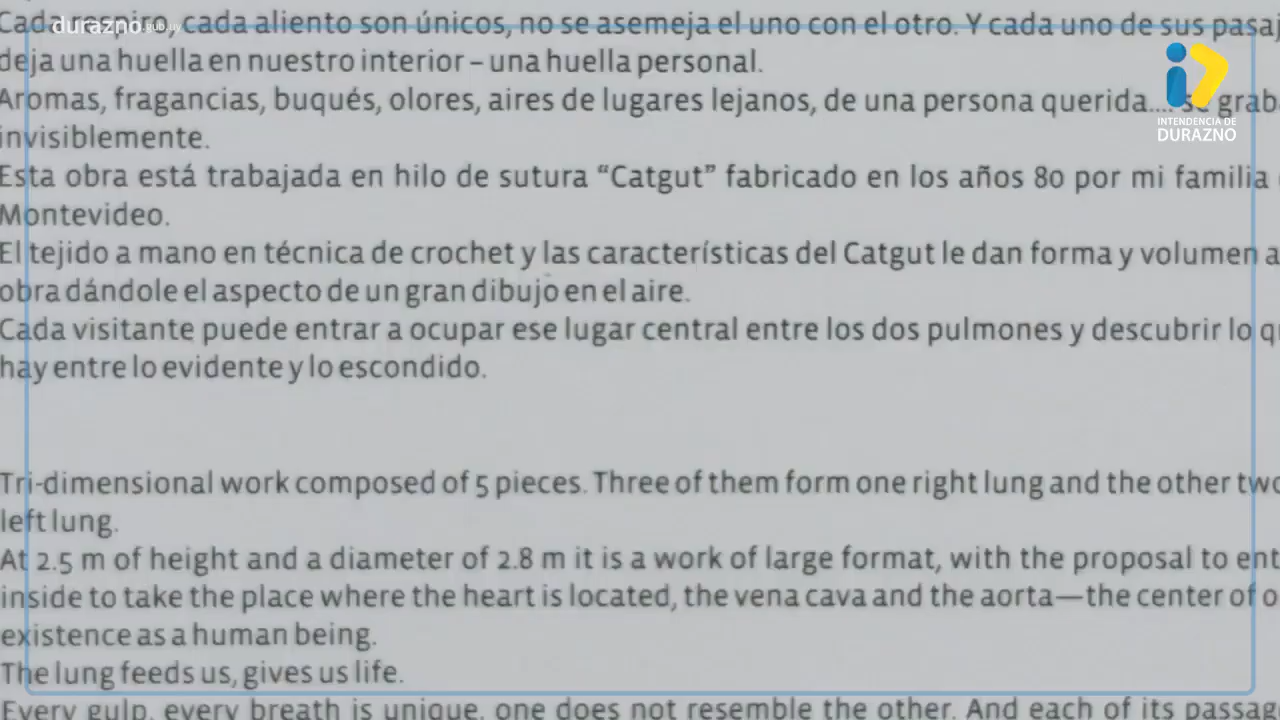 durazno.gub.uy
cada aliento son únicos, no se asemeja el uno con el otro. Y cada uno de sus
deja una huella en nuestro interior – una huella personal.
Aromas, fragancias, buqués, olores, aires de lugares lejanos, de una persona querida.... se
invisiblemente.
Esta obra está trabajada en hilo de sutura “Catgut” fabricado en los años 80 por mi familia
Montevideo.
El tejido a mano en técnica de crochet y las características del Catgut le dan forma y volumen a
obra dándole el aspecto de un gran dibujo en el aire.
Cada visitante puede entrar a ocupar ese lugar central entre los dos pulmones y descubrir lo
hay entre lo evidente y lo escondido.
Tri-dimensional work composed of 5 pieces. Three of them form one right lung and the other two
left lung.
At 2.5 m of height and a diameter of 2.8 m it is a work of large format, with the proposal to
inside to take the place where the heart is located, the vena cava and the aorta—the center of
existence as a human being.
The lung feeds us, gives us life.
Every gulp, every breath is unique, one does not resemble the other. And each of its
INTENDENCIA DE
DURAZNO